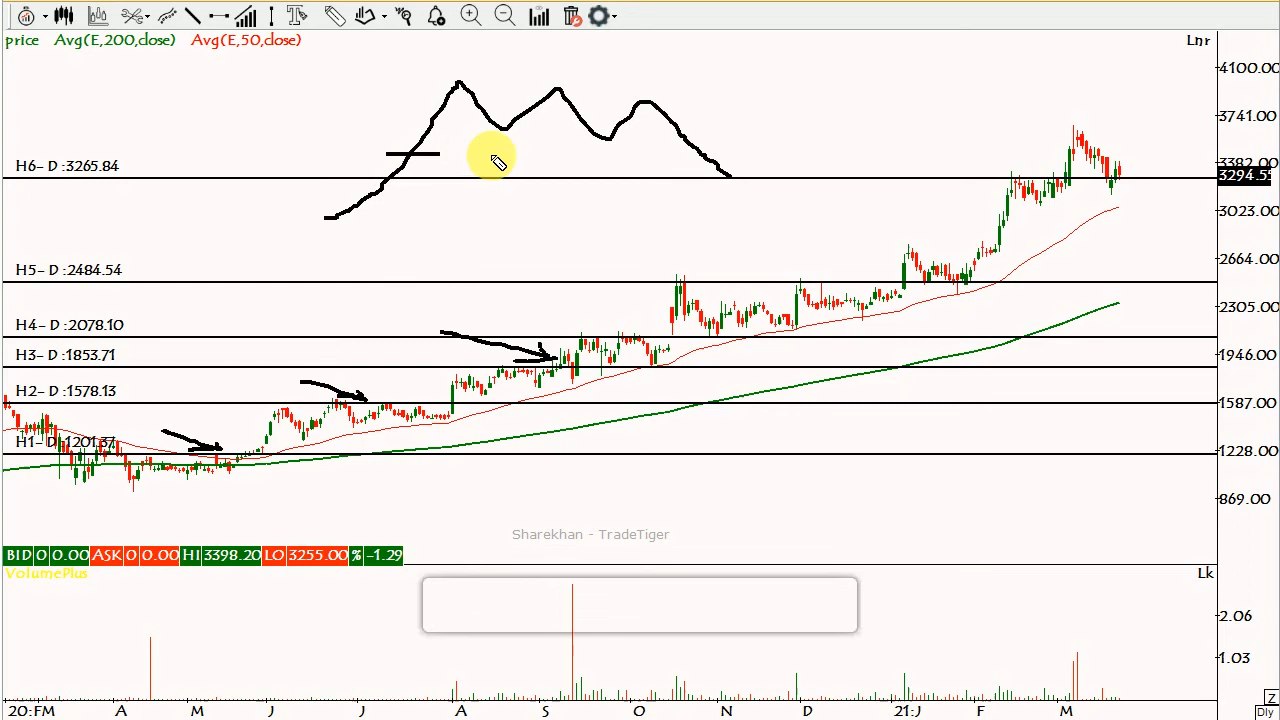 price Avg(E,200,close) Avg(E,50,close) Lnr
4100.00
3741.00
H6- D :3265.84
3382.00
3294.55
3023.00
H5- D :2484.54
2664.00
2305.00
H4- D :2078.10
H3- D :1853.71
1946.00
H2- D :1578.13
1587.00
H1- D :1201.37
1228.00
869.00
Sharekhan - TradeTiger
BID 0 0.00 ASK 0 0.00 HI 3398.20 LO 3255.00 % -1.29
VolumePlus Lk
2.06
1.03
Z
20:FM A M J J A S O N D 21:J F M Dly